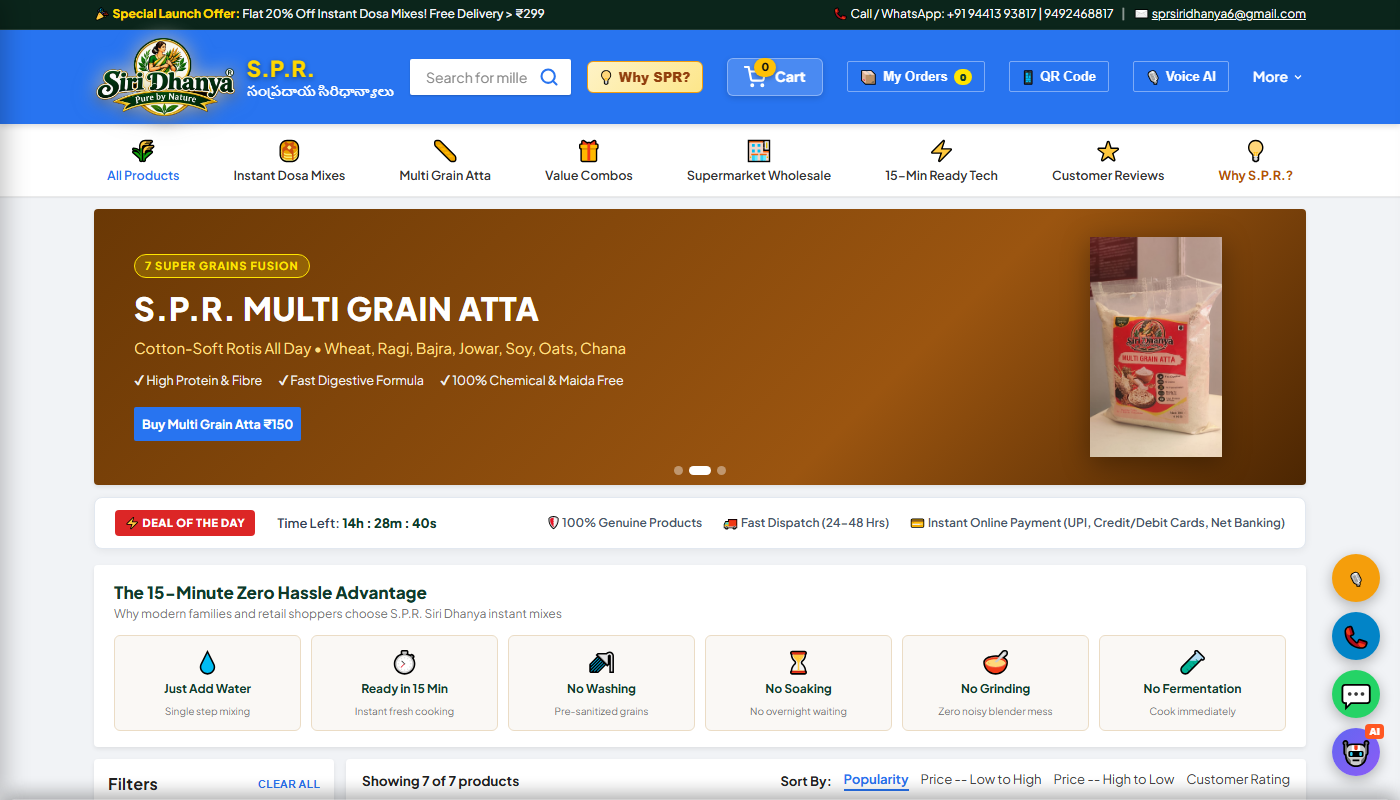 🎉 Special Launch Offer: Flat 20% Off Instant Dosa Mixes! Free Delivery > ₹299
📞 Call / WhatsApp: +91 94413 93817 | 9492468817 | ✉️ sprsiridhanya6@gmail.com
Siri Dhanya®
Pure by Nature
S.P.R.
సంప్రదాయ సిరిధాన్యాలు
Search for mille
Why SPR?
0
Cart
My Orders 0
QR Code
Voice AI
More
All Products
Instant Dosa Mixes
Multi Grain Atta
Value Combos
Supermarket Wholesale
15-Min Ready Tech
Customer Reviews
Why S.P.R.?
7 SUPER GRAINS FUSION
S.P.R. MULTI GRAIN ATTA
Cotton-Soft Rotis All Day • Wheat, Ragi, Bajra, Jowar, Soy, Oats, Chana
✓ High Protein & Fibre ✓ Fast Digestive Formula ✓ 100% Chemical & Maida Free
Buy Multi Grain Atta ₹150
Siri Dhanya
MULTI GRAIN ATTA
⚡ DEAL OF THE DAY
Time Left: 14h : 28m : 40s
100% Genuine Products
Fast Dispatch (24-48 Hrs)
Instant Online Payment (UPI, Credit/Debit Cards, Net Banking)
The 15-Minute Zero Hassle Advantage
Why modern families and retail shoppers choose S.P.R. Siri Dhanya instant mixes
Just Add Water
Single step mixing
Ready in 15 Min
Instant fresh cooking
No Washing
Pre-sanitized grains
No Soaking
No overnight waiting
No Grinding
Zero noisy blender mess
No Fermentation
Cook immediately
AI
Filters
CLEAR ALL
Showing 7 of 7 products
Sort By: Popularity Price -- Low to High Price -- High to Low Customer Rating